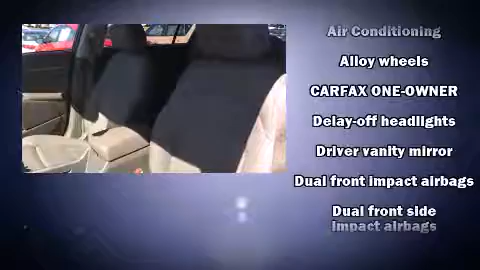 Air Conditioning
Alloy wheels
CARFAX ONE-OWNER
Delay-off headlights
Driver vanity mirror
Dual front impact airbags
Dual front side
impact airbags